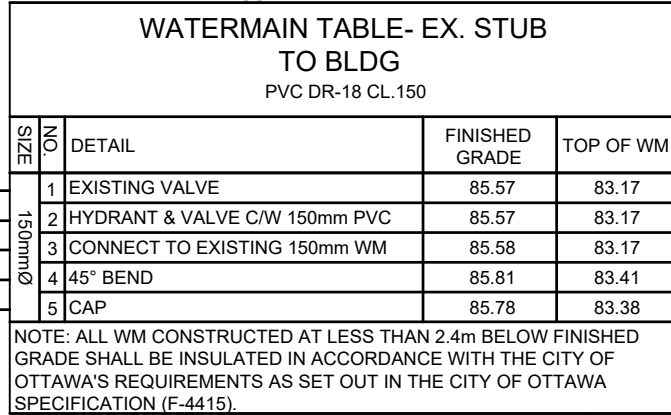 WATERMAIN TABLE- EX. STUB
TO BLDG
PVC DR-18 CL.150
SIZE NO. DETAIL FINISHED GRADE TOP OF WM
150mmØ
1 EXISTING VALVE 85.57 83.17
2 HYDRANT & VALVE C/W 150mm PVC 85.57 83.17
3 CONNECT TO EXISTING 150mm WM 85.58 83.17
4 45° BEND 85.81 83.41
5 CAP 85.78 83.38
NOTE: ALL WM CONSTRUCTED AT LESS THAN 2.4m BELOW FINISHED
GRADE SHALL BE INSULATED IN ACCORDANCE WITH THE CITY OF
OTTAWA'S REQUIREMENTS AS SET OUT IN THE CITY OF OTTAWA
SPECIFICATION (F-4415).